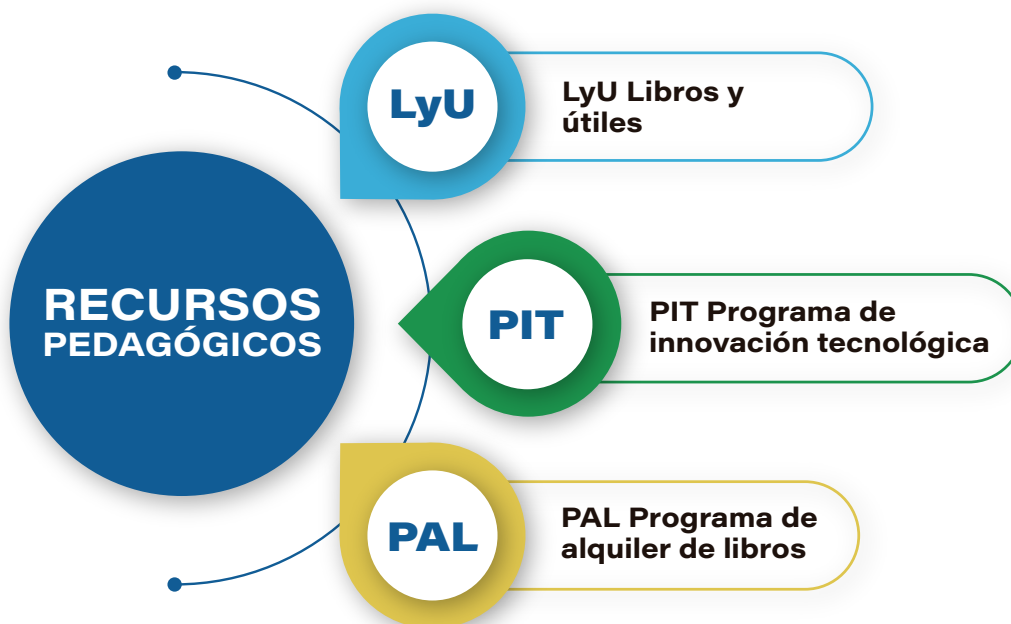 RECURSOS
PEDAGÓGICOS
LyU
LyU Libros y
útiles
PIT
PIT Programa de
innovación tecnológica
PAL
PAL Programa de
alquiler de libros